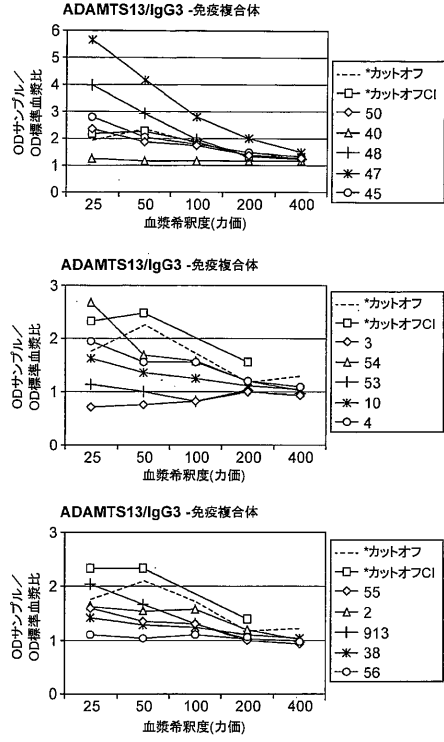 ADAMTS13/IgG3 -免疫複合体
ODサンプル／
OD標準血漿比
6
5
4
3
2
1
0
25 50 100 200 400
血漿希釈度(力価)
*カットオフ
*カットオフCI
50
40
48
47
45
ADAMTS13/IgG3 -免疫複合体
ODサンプル／
OD標準血漿比
3
2
1
0
25 50 100 200 400
血漿希釈度(力価)
*カットオフ
*カットオフCI
3
54
53
10
4
ADAMTS13/IgG3 -免疫複合体
ODサンプル／
OD標準血漿比
3
2
1
0
25 50 100 200 400
血漿希釈度(力価)
*カットオフ
*カットオフCI
55
2
913
38
56